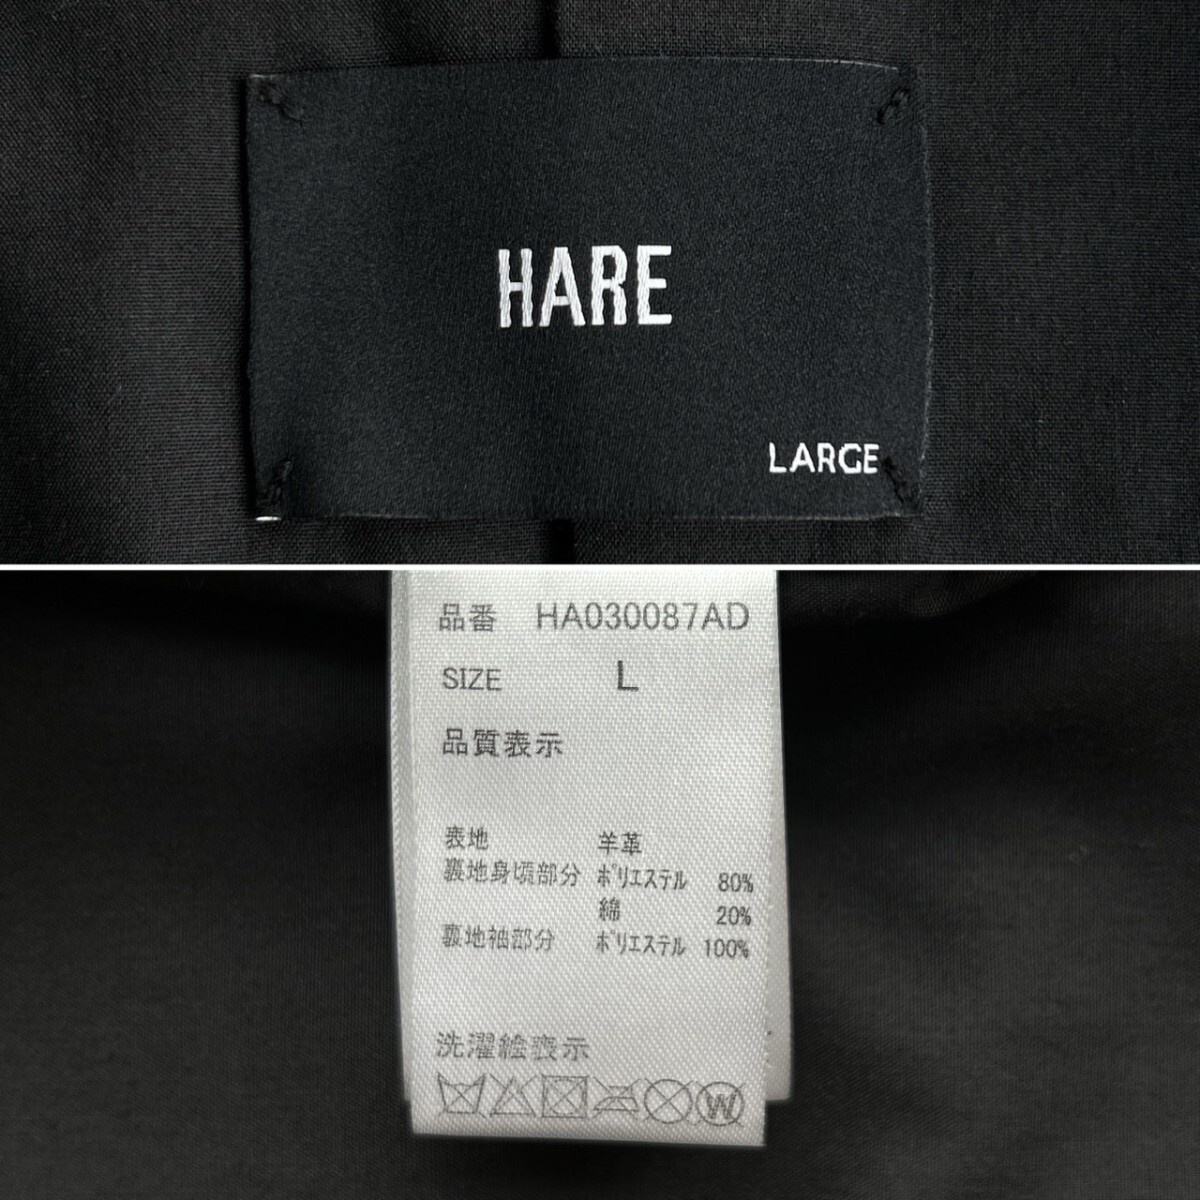 HARE
LARGE
品番 HA030087AD
SIZE L
品質表示
表地 羊革
裏地身頃部分 ポリエステル 80%
綿 20%
裏地袖部分 ポリエステル 100%
洗濯絵表示
W